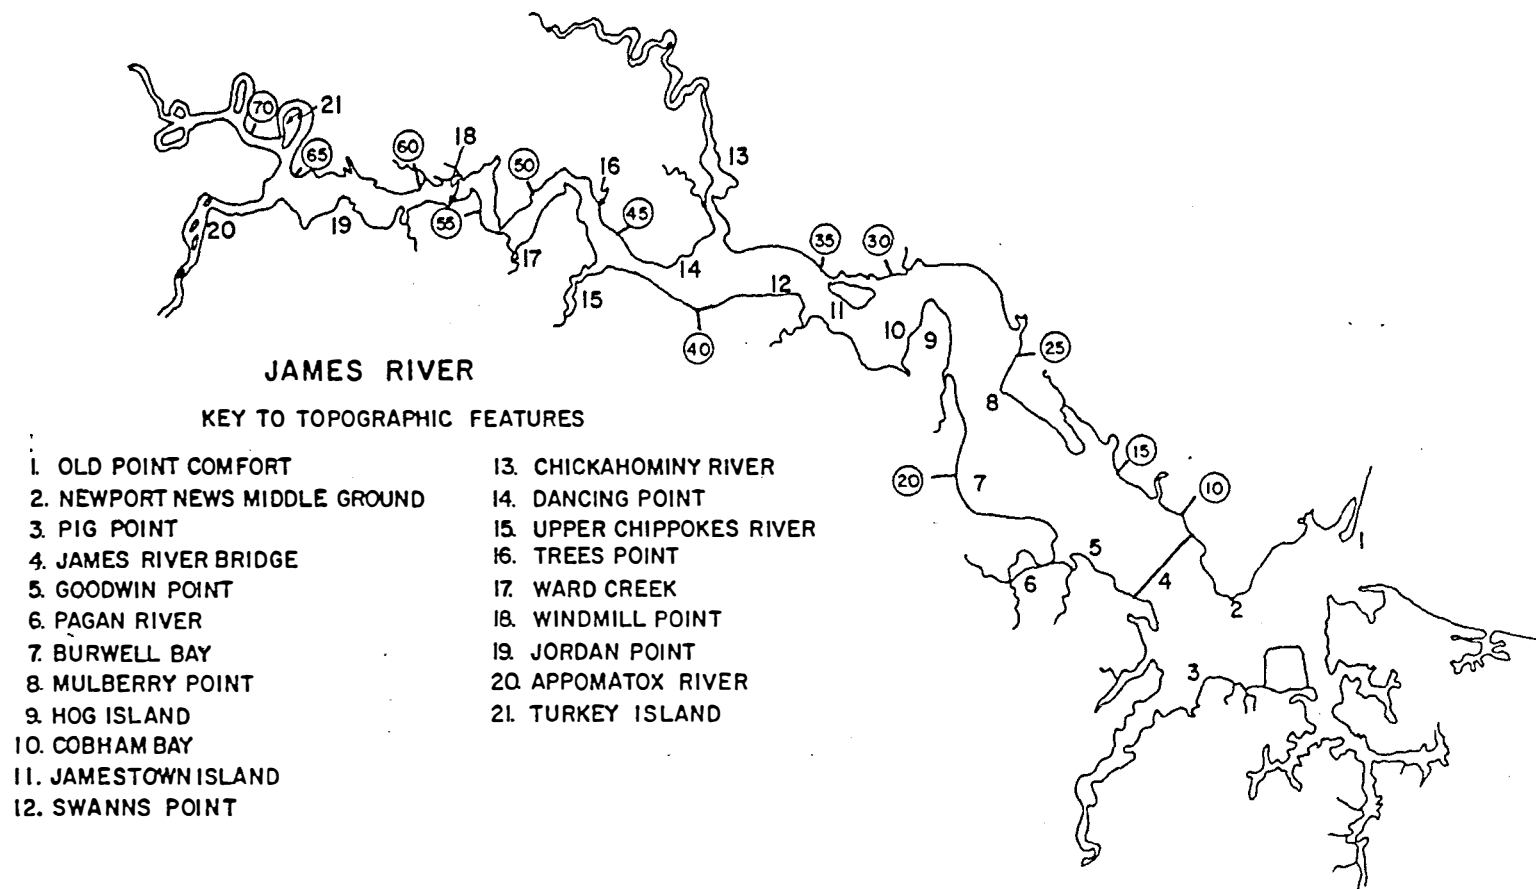 21
70
18
60
65
50
16
13
45
55
20
19
17
35
30
14
12
15
11
10
9
40
25
8
JAMES RIVER
KEY TO TOPOGRAPHIC FEATURES
1. OLD POINT COMFORT
2. NEWPORT NEWS MIDDLE GROUND
3. PIG POINT
4. JAMES RIVER BRIDGE
5. GOODWIN POINT
6. PAGAN RIVER
7. BURWELL BAY
8. MULBERRY POINT
9. HOG ISLAND
10. COBHAM BAY
11. JAMESTOWN ISLAND
12. SWANNS POINT
13. CHICKAHOMINY RIVER
14. DANCING POINT
15. UPPER CHIPPOKES RIVER
16. TREES POINT
17. WARD CREEK
18. WINDMILL POINT
19. JORDAN POINT
20. APPOMATOX RIVER
21. TURKEY ISLAND
15
20
7
10
5
1
6
4
2
3